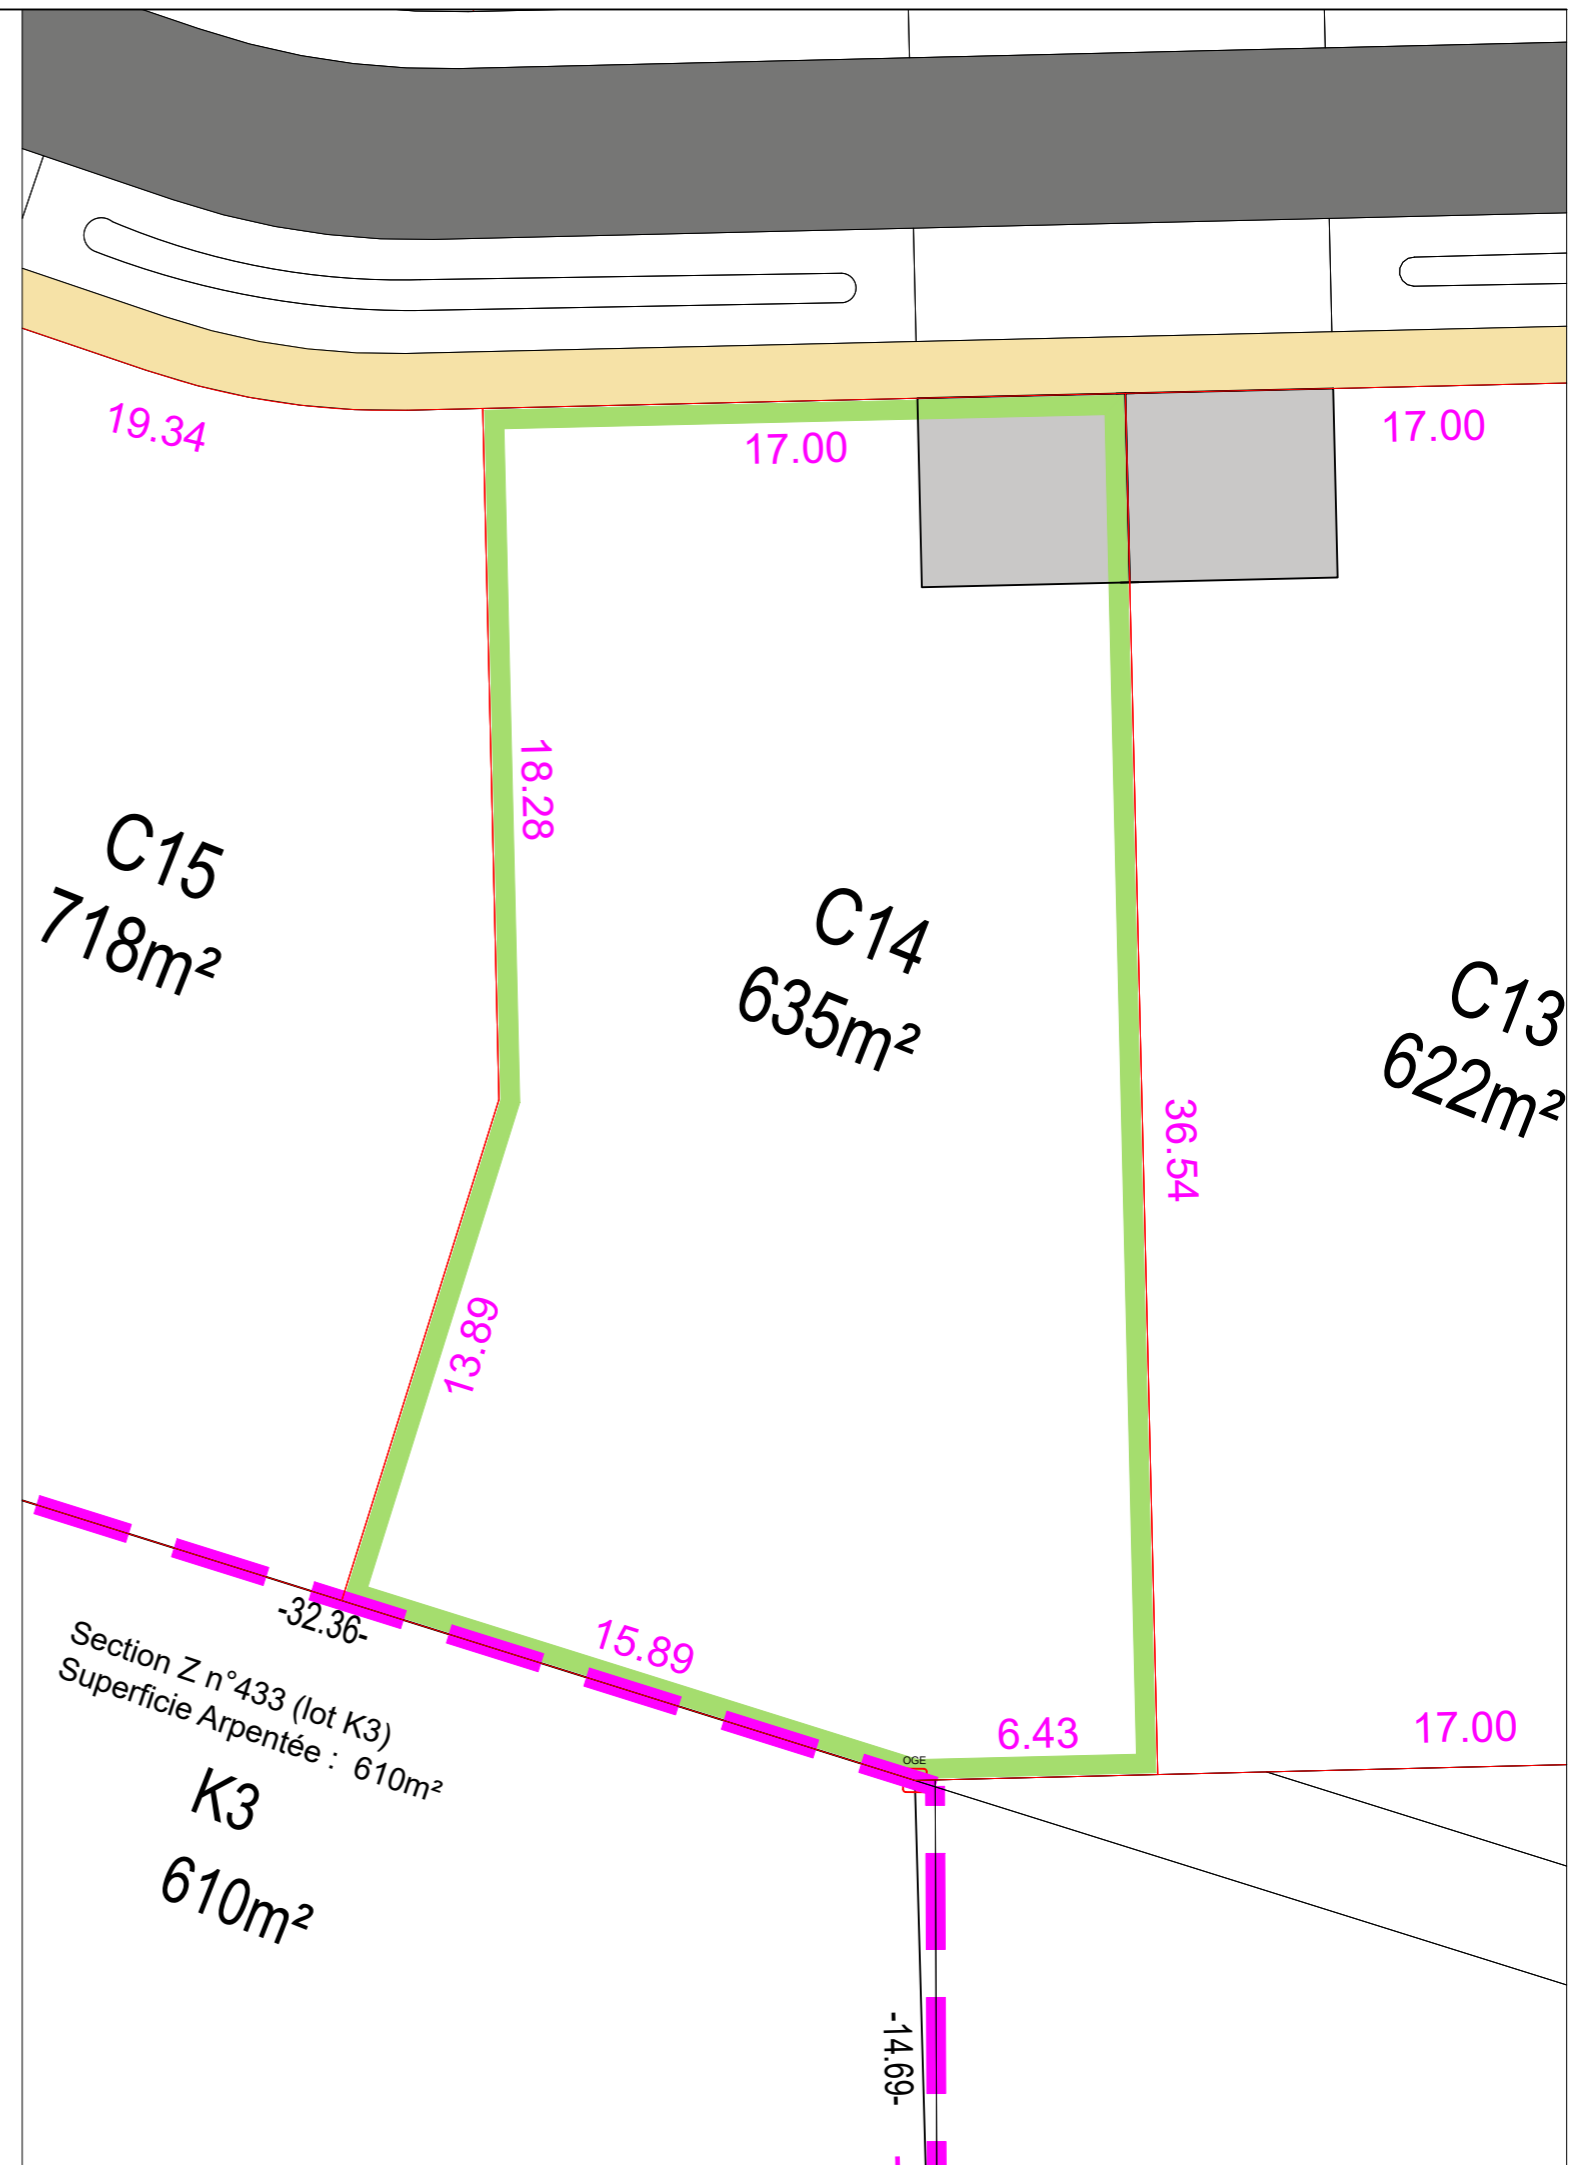 19.34
17.00
17.00
18.28
C15
718m²
C14
635m²
C13
622m²
36.54
13.89
-32.36-
15.89
Section Z n°433 (lot K3)
Superficie Arpentée : 610m²
K3
610m²
OGE
6.43
17.00
-14.69-